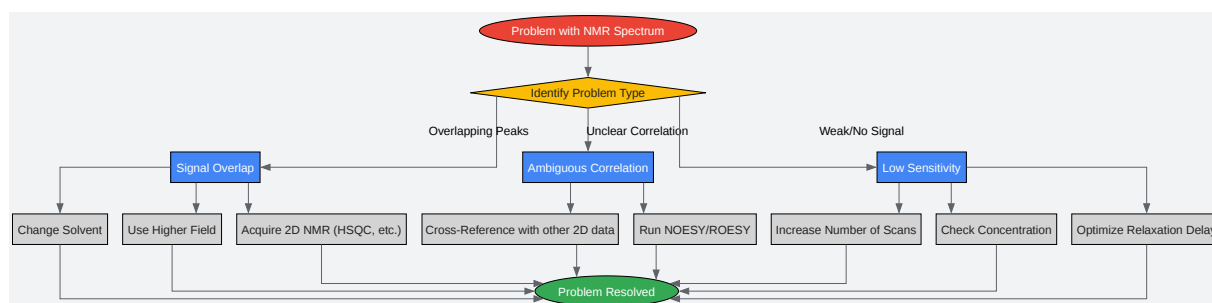 Problem with NMR Spectrum
Identify Problem Type
Overlapping Peaks
Unclear Correlation
Weak/No Signal
Signal Overlap
Ambiguous Correlation
Low Sensitivity
Change Solvent
Use Higher Field
Acquire 2D NMR (HSQC, etc.)
Cross-Reference with other 2D data
Run NOESY/ROESY
Increase Number of Scans
Check Concentration
Optimize Relaxation Delay
Problem Resolved